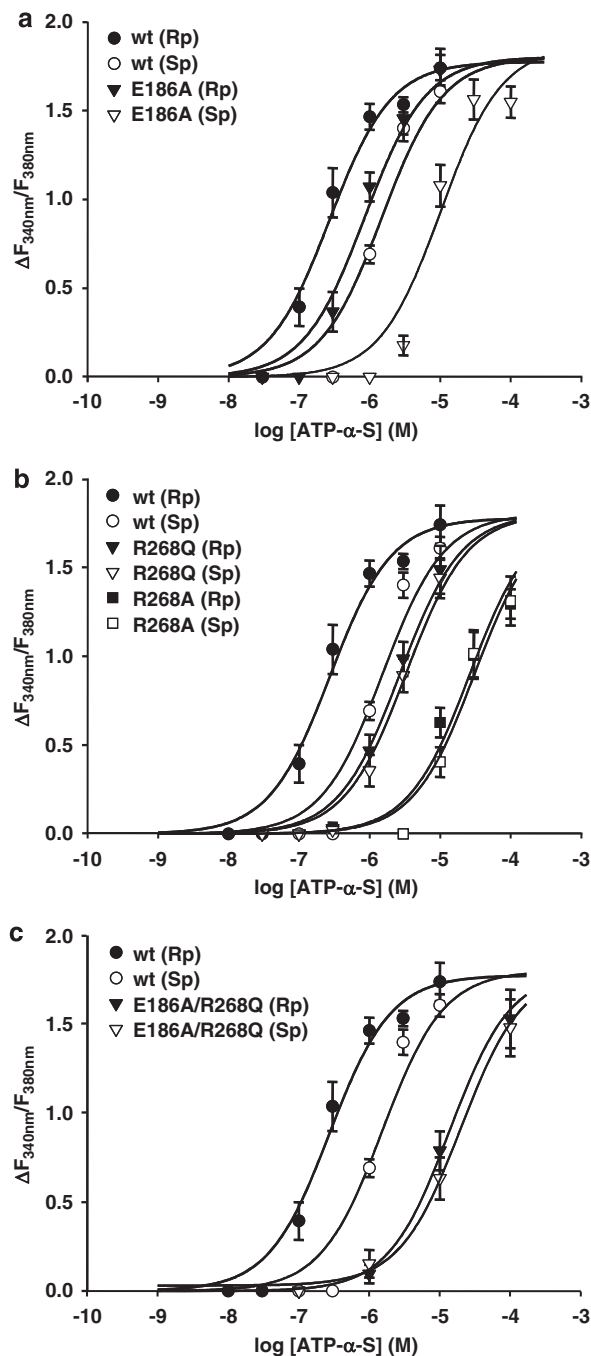 a
2.0
1.5
1.0
0.5
0.0
ΔF340nm/F380nm
wt (Rp)
wt (Sp)
E186A (Rp)
E186A (Sp)
-10 -9 -8 -7 -6 -5 -4 -3
log [ATP-α-S] (M)
b
2.0
1.5
1.0
0.5
0.0
ΔF340nm/F380nm
wt (Rp)
wt (Sp)
R268Q (Rp)
R268Q (Sp)
R268A (Rp)
R268A (Sp)
-10 -9 -8 -7 -6 -5 -4 -3
log [ATP-α-S] (M)
c
2.0
1.5
1.0
0.5
0.0
ΔF340nm/F380nm
wt (Rp)
wt (Sp)
E186A/R268Q (Rp)
E186A/R268Q (Sp)
-10 -9 -8 -7 -6 -5 -4 -3
log [ATP-α-S] (M)